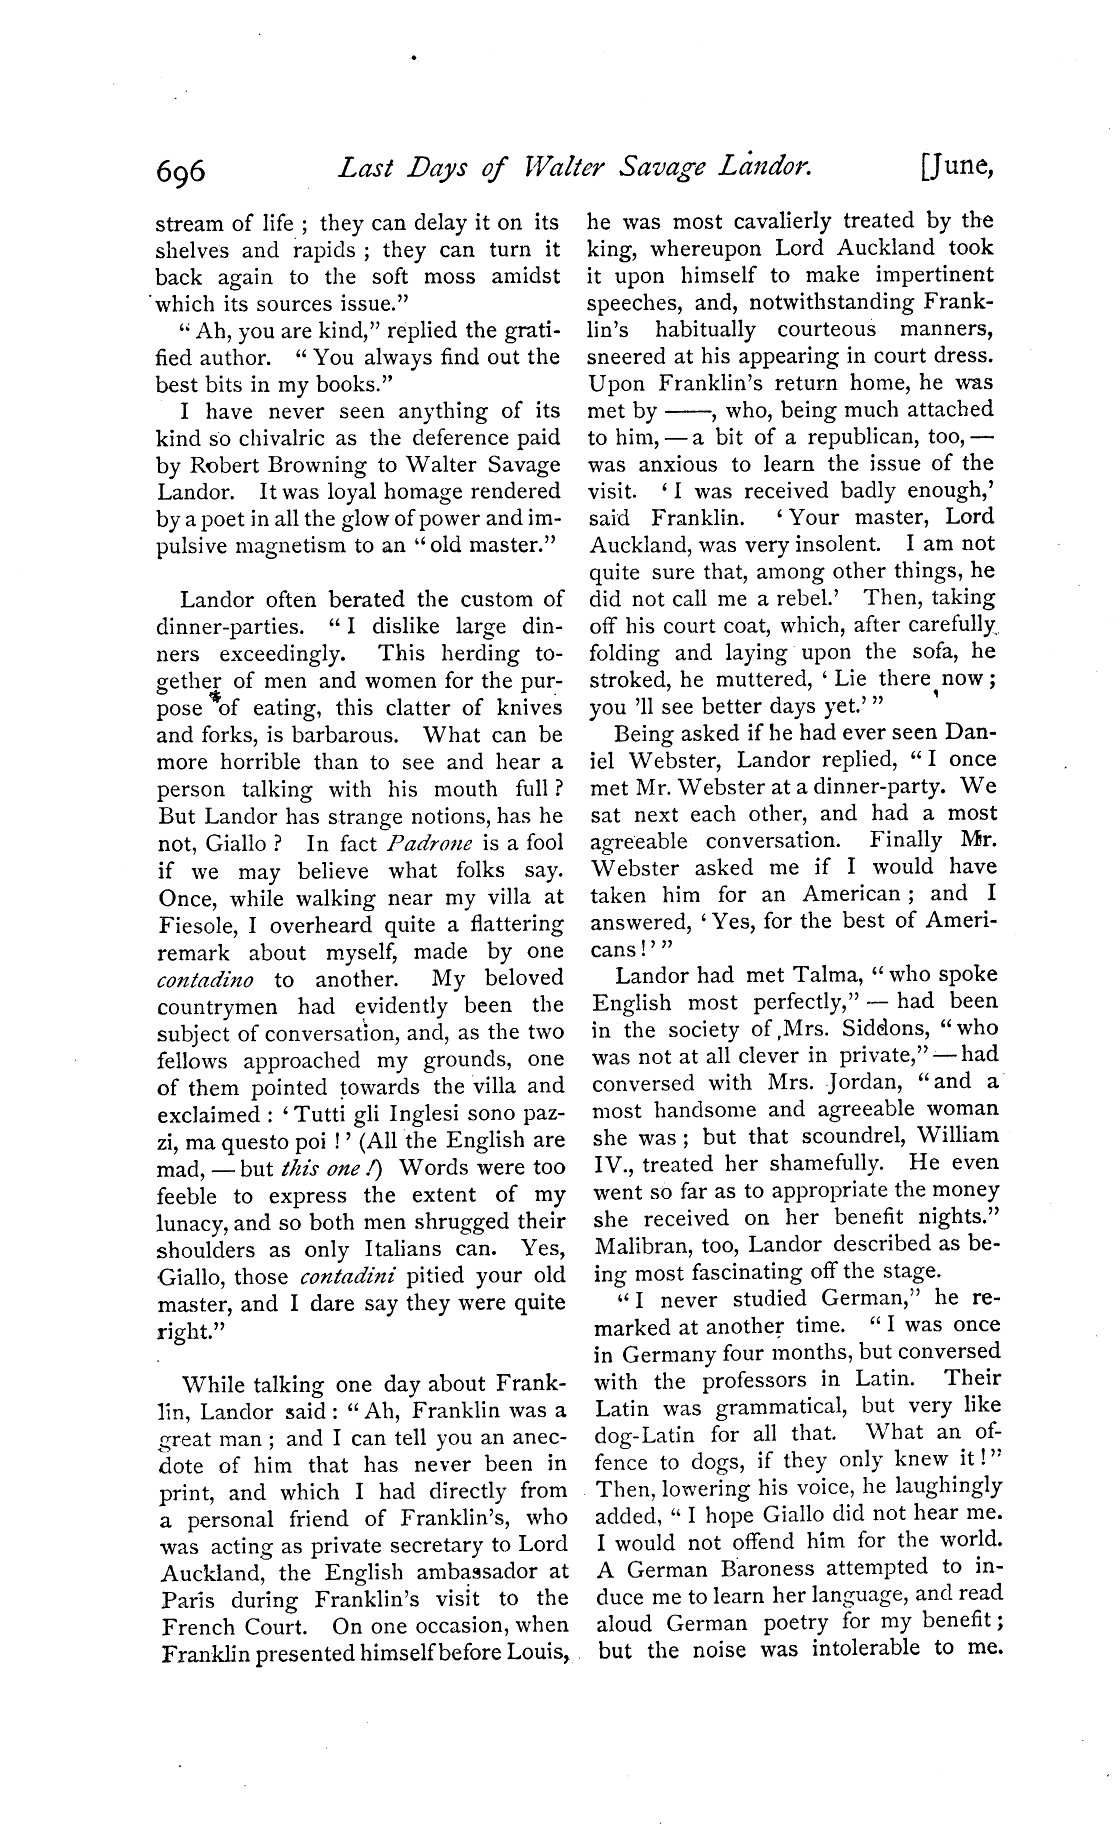 696 Last Days of Walter Savage Landor. [June,
stream of life ; they can delay it on its
shelves and rapids ; they can turn it
back again to the soft moss amidst
which its sources issue.”
“ Ah, you are kind,” replied the grati-
fied author. “ You always find out the
best bits in my books.”
I have never seen anything of its
kind so chivalric as the deference paid
by Robert Browning to Walter Savage
Landor. It was loyal homage rendered
by a poet in all the glow of power and im-
pulsive magnetism to an “ old master.”
Landor often berated the custom of
dinner-parties. “ I dislike large din-
ners exceedingly. This herding to-
gether of men and women for the pur-
pose of eating, this clatter of knives
and forks, is barbarous. What can be
more horrible than to see and hear a
person talking with his mouth full ?
But Landor has strange notions, has he
not, Giallo ? In fact Padrone is a fool
if we may believe what folks say.
Once, while walking near my villa at
Fiesole, I overheard quite a flattering
remark about myself, made by one
contadino to another. My beloved
countrymen had evidently been the
subject of conversation, and, as the two
fellows approached my grounds, one
of them pointed towards the villa and
exclaimed : ‘ Tutti gli Inglesi sono paz-
zi, ma questo poi ! ’ (All the English are
mad, — but this one !) Words were too
feeble to express the extent of my
lunacy, and so both men shrugged their
shoulders as only Italians can. Yes,
Giallo, those contadini pitied your old
master, and I dare say they were quite
right.”
While talking one day about Frank-
lin, Landor said : “ Ah, Franklin was a
great man ; and I can tell you an anec-
dote of him that has never been in
print, and which I had directly from
a personal friend of Franklin’s, who
was acting as private secretary to Lord
Auckland, the English ambassador at
Paris during Franklin’s visit to the
French Court. On one occasion, when
Franklin presented himself before Louis,
he was most cavalierly treated by the
king, whereupon Lord Auckland took
it upon himself to make impertinent
speeches, and, notwithstanding Frank-
lin’s habitually courteous manners,
sneered at his appearing in court dress.
Upon Franklin’s return home, he was
met by ——, who, being much attached
to him, — a bit of a republican, too, —
was anxious to learn the issue of the
visit. ‘ I was received badly enough,’
said Franklin. ‘ Your master, Lord
Auckland, was very insolent. I am not
quite sure that, among other things, he
did not call me a rebel.’ Then, taking
off his court coat, which, after carefully
folding and laying upon the sofa, he
stroked, he muttered, ‘ Lie there now ;
you ’ll see better days yet.’ ”
Being asked if he had ever seen Dan-
iel Webster, Landor replied, “ I once
met Mr. Webster at a dinner-party. We
sat next each other, and had a most
agreeable conversation. Finally Mr.
Webster asked me if I would have
taken him for an American ; and I
answered, ‘ Yes, for the best of Ameri-
cans ! ’ ”
Landor had met Talma, “ who spoke
English most perfectly,” — had been
in the society of Mrs. Siddons, “ who
was not at all clever in private,” — had
conversed with Mrs. Jordan, “ and a
most handsome and agreeable woman
she was ; but that scoundrel, William
IV., treated her shamefully. He even
went so far as to appropriate the money
she received on her benefit nights.”
Malibran, too, Landor described as be-
ing most fascinating off the stage.
“ I never studied German,” he re-
marked at another time. “ I was once
in Germany four months, but conversed
with the professors in Latin. Their
Latin was grammatical, but very like
dog-Latin for all that. What an of-
fence to dogs, if they only knew it ! ”
Then, lowering his voice, he laughingly
added, “ I hope Giallo did not hear me.
I would not offend him for the world.
A German Baroness attempted to in-
duce me to learn her language, and read
aloud German poetry for my benefit ;
but the noise was intolerable to me.